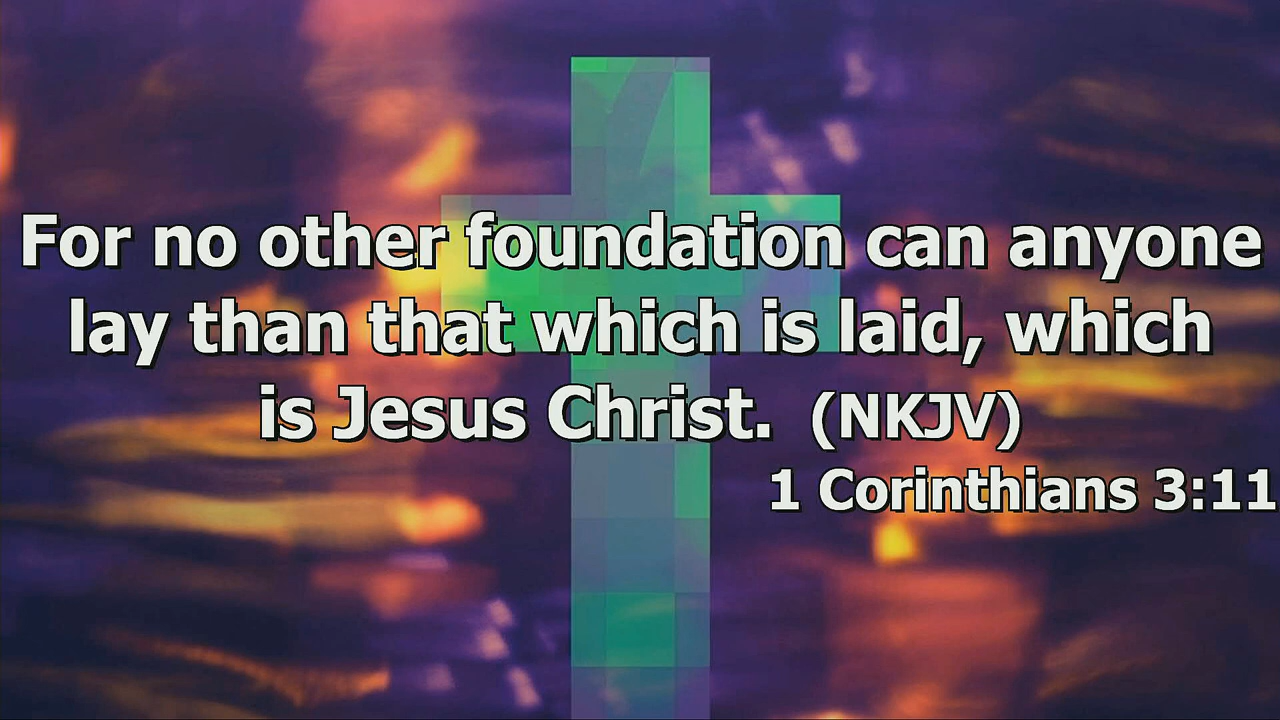 For no other foundation can anyone
lay than that which is laid, which
is Jesus Christ. (NKJV)
1 Corinthians 3:11